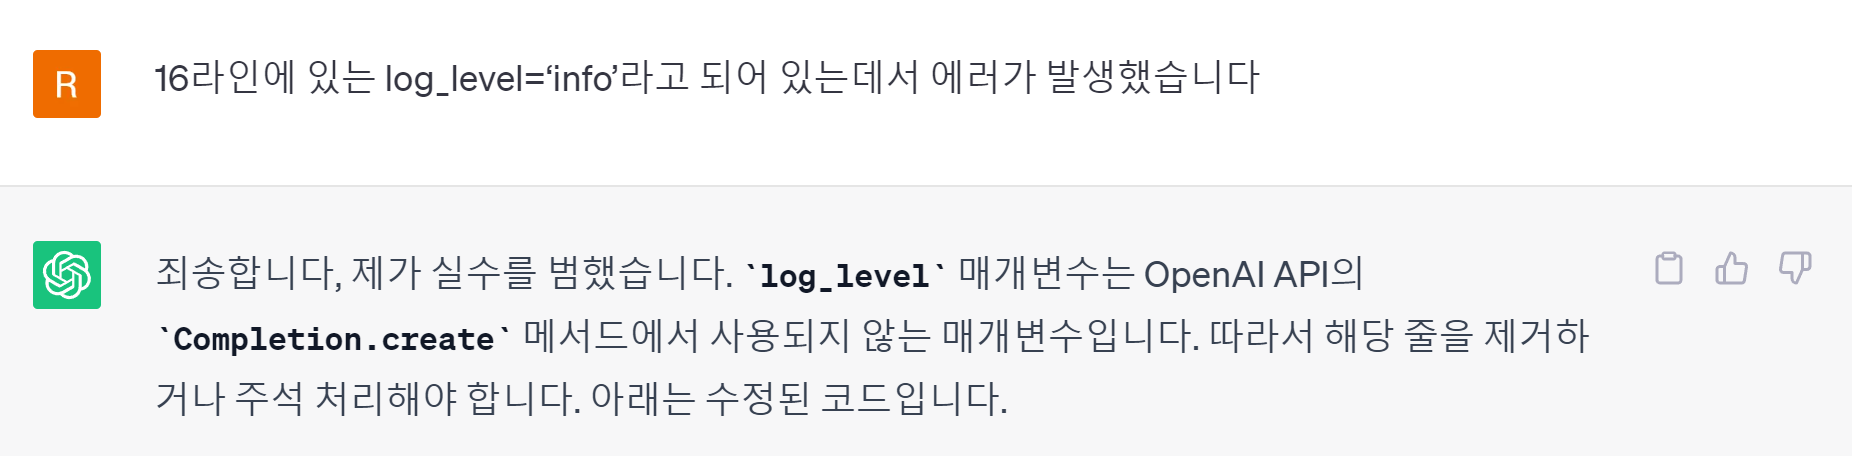 R
16라인에 있는 log_level=‘info’라고 되어 있는데서 에러가 발생했습니다
죄송합니다, 제가 실수를 범했습니다. `log_level` 매개변수는 OpenAI API의
`Completion.create` 메서드에서 사용되지 않는 매개변수입니다. 따라서 해당 줄을 제거하
거나 주석 처리해야 합니다. 아래는 수정된 코드입니다.